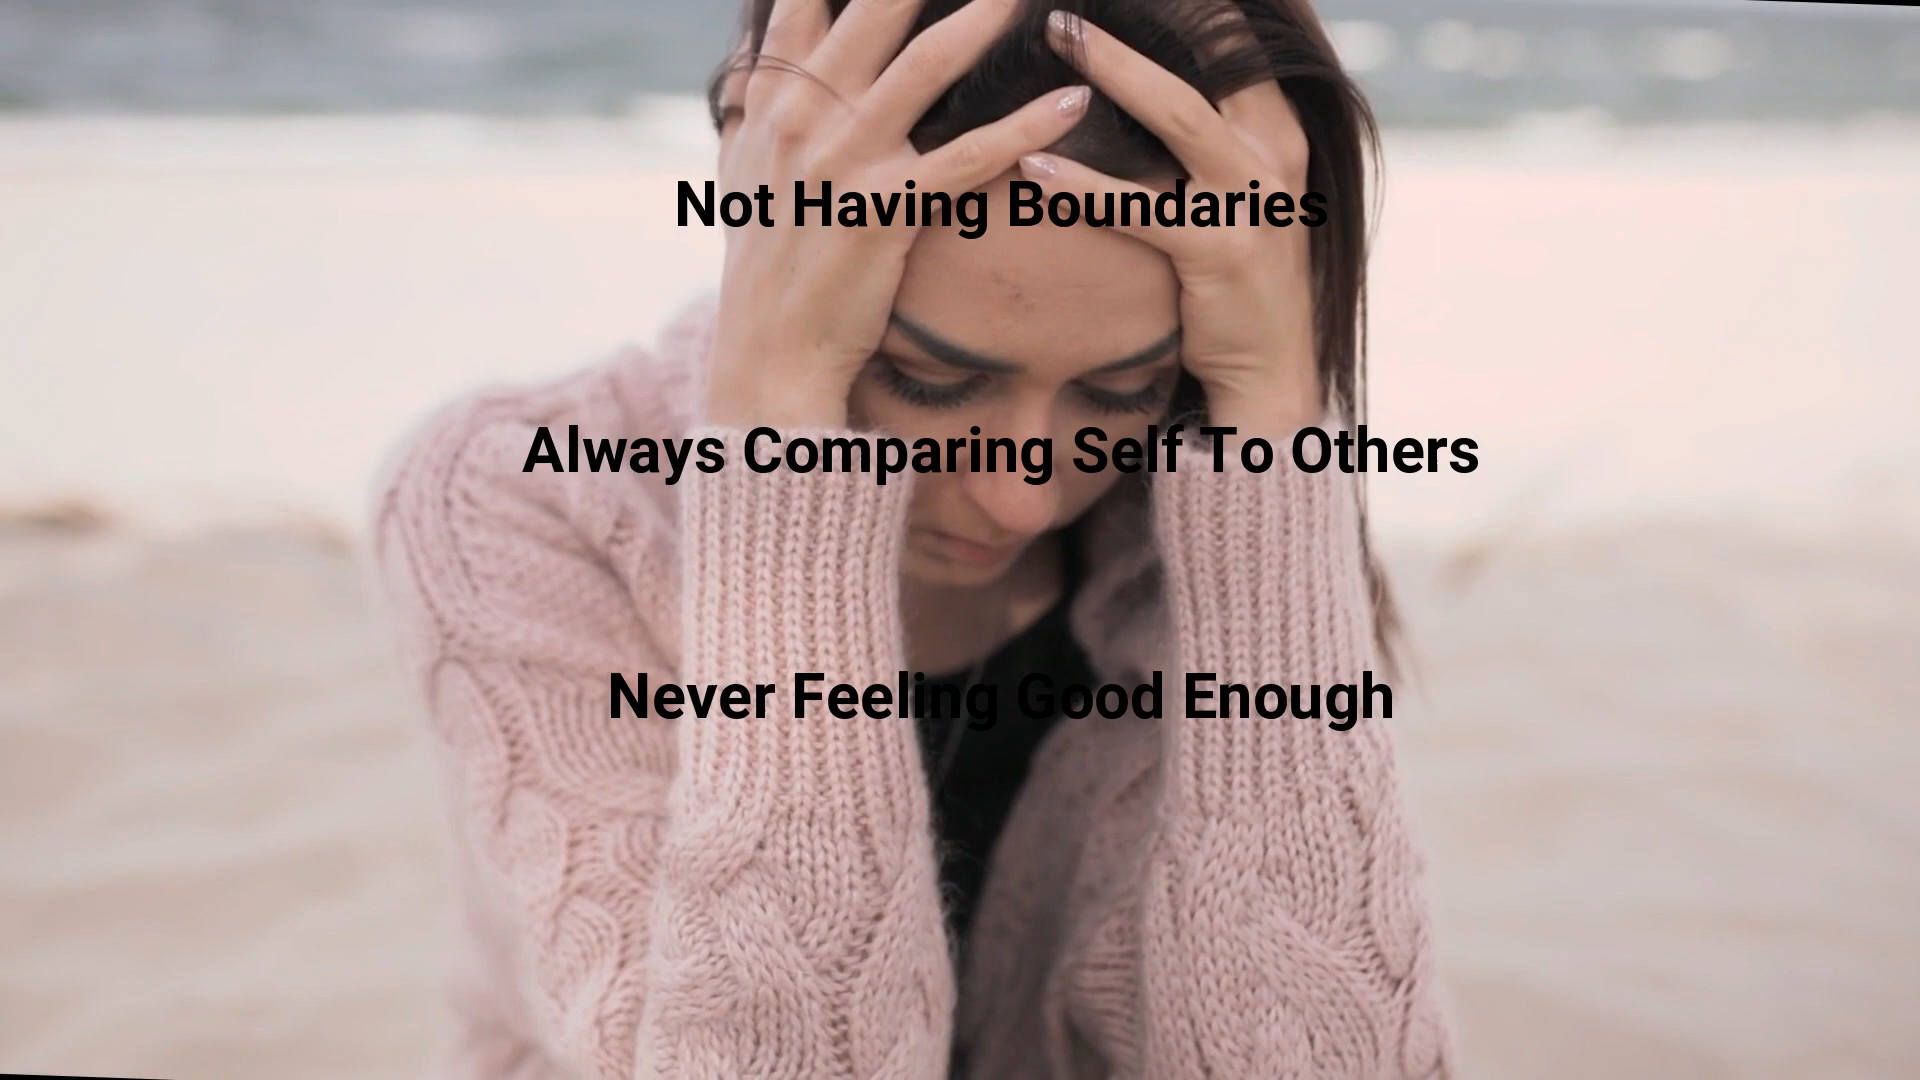 Not Having Boundaries
Always Comparing Self To Others
Never Feeling Good Enough